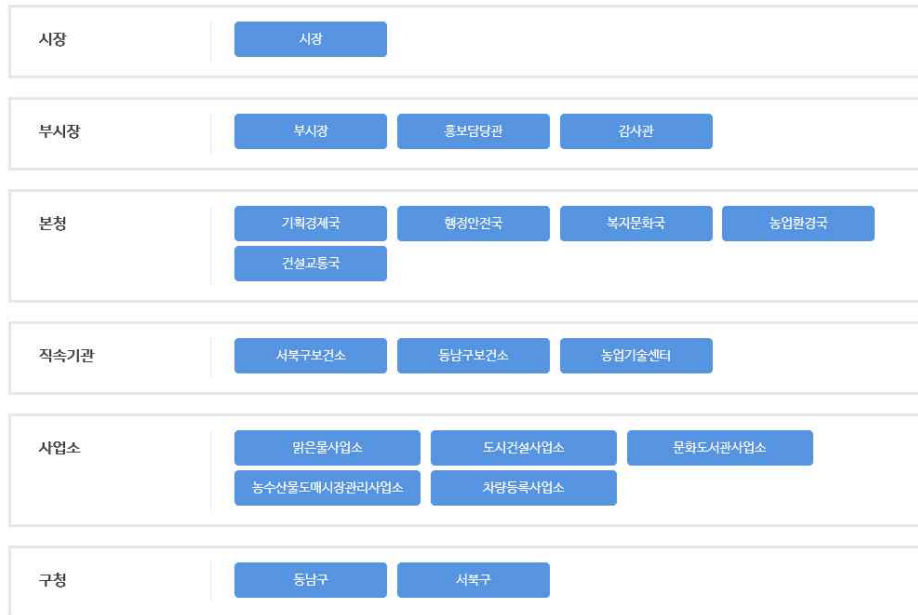 시장 시장
부시장 부시장 홍보담당관 감사관
본청 기획경제국 행정안전국 복지문화국 농업환경국
건설교통국
직속기관 서북구보건소 동남구보건소 농업기술센터
사업소 맑은물사업소 도시건설사업소 문화도서관사업소
농수산물도매시장관리사업소 차량등록사업소
구청 동남구 서북구